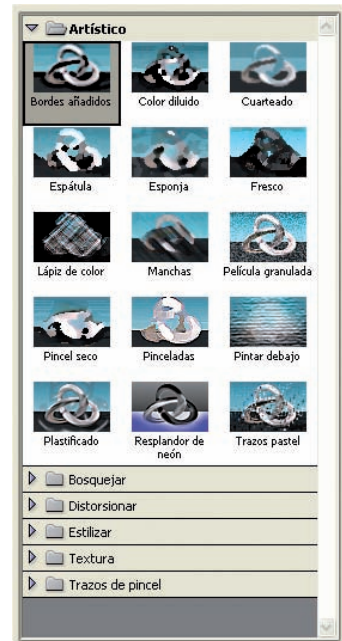 Artístico
Bordes añadidos Color diluido Cuarteado
Espátula Esponja Fresco
Lápiz de color Manchas Película granulada
Pincel seco Pinceladas Pintar debajo
Plastificado Resplandor de neón Trazos pastel
Bosquejar
Distorsionar
Estilizar
Textura
Trazos de pincel